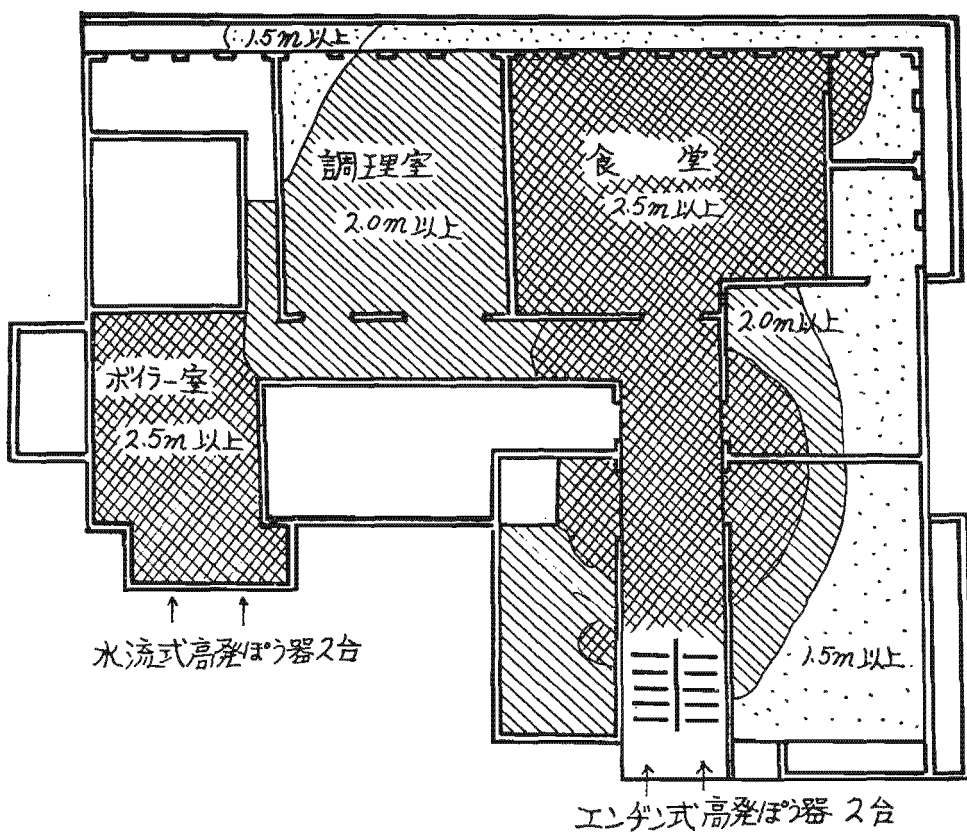 1.5m以上
調理室
2.0m以上
食堂
2.5m以上
2.0m以上
ボイラー室
2.5m以上
水流式高発ぽう器2台
1.5m以上
エンヂン式高発ぽう器 2台